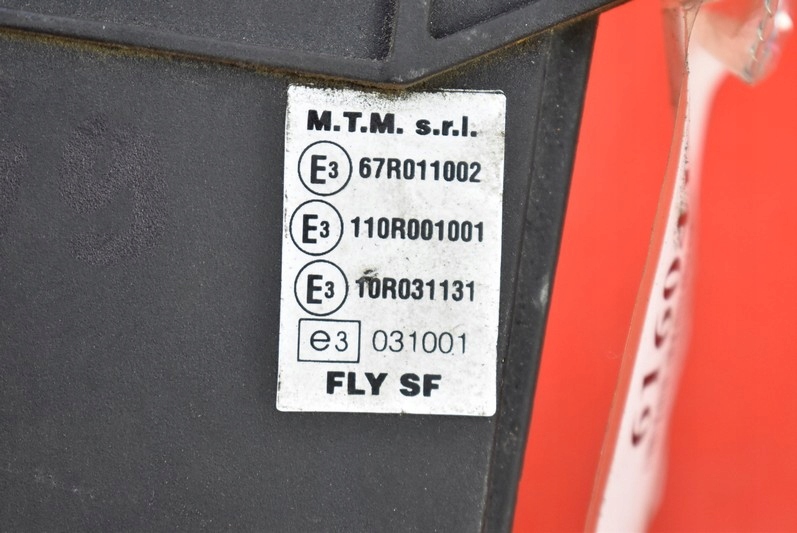 M.T.M. s.r.l.
E3 67R011002
E3 110R001001
E3 10R031131
e3 031001
FLY SF